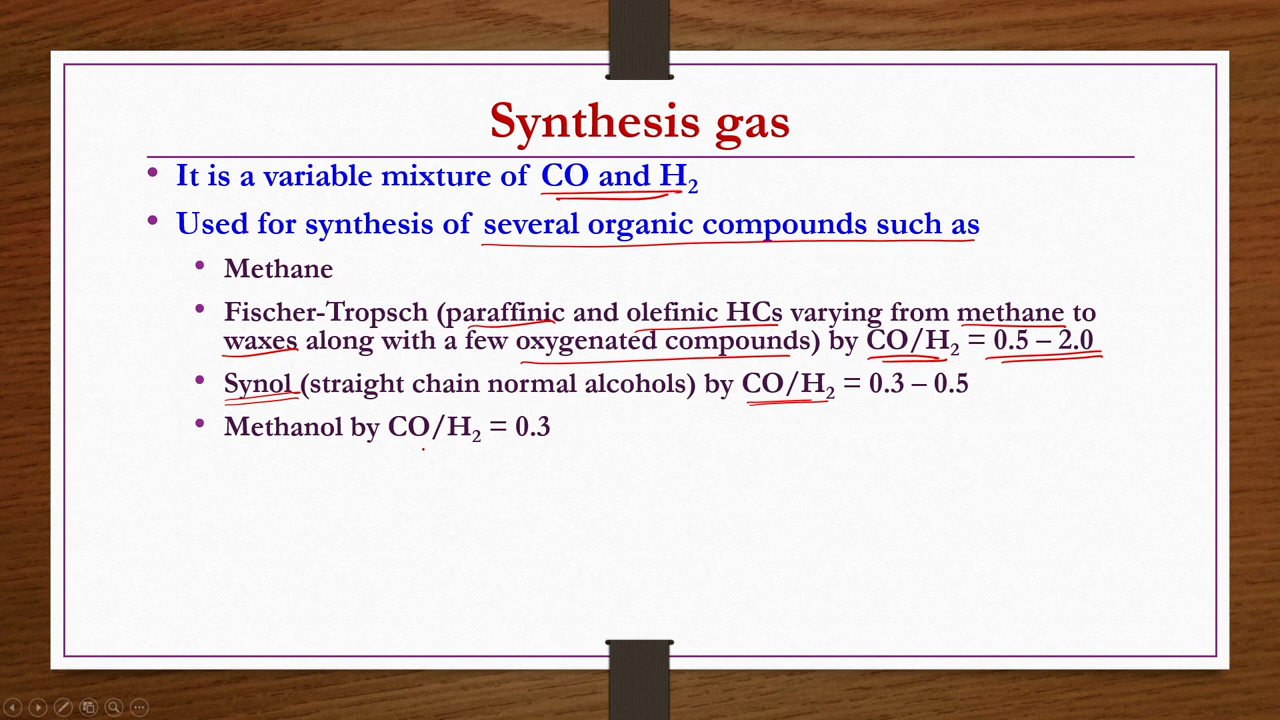 Synthesis gas
• It is a variable mixture of CO and H₂
• Used for synthesis of several organic compounds such as
• Methane
• Fischer-Tropsch (paraffinic and olefinic HCs varying from methane to
waxes along with a few oxygenated compounds) by CO/H₂ = 0.5 – 2.0
• Synol (straight chain normal alcohols) by CO/H₂ = 0.3 – 0.5
• Methanol by CO/H₂ = 0.3